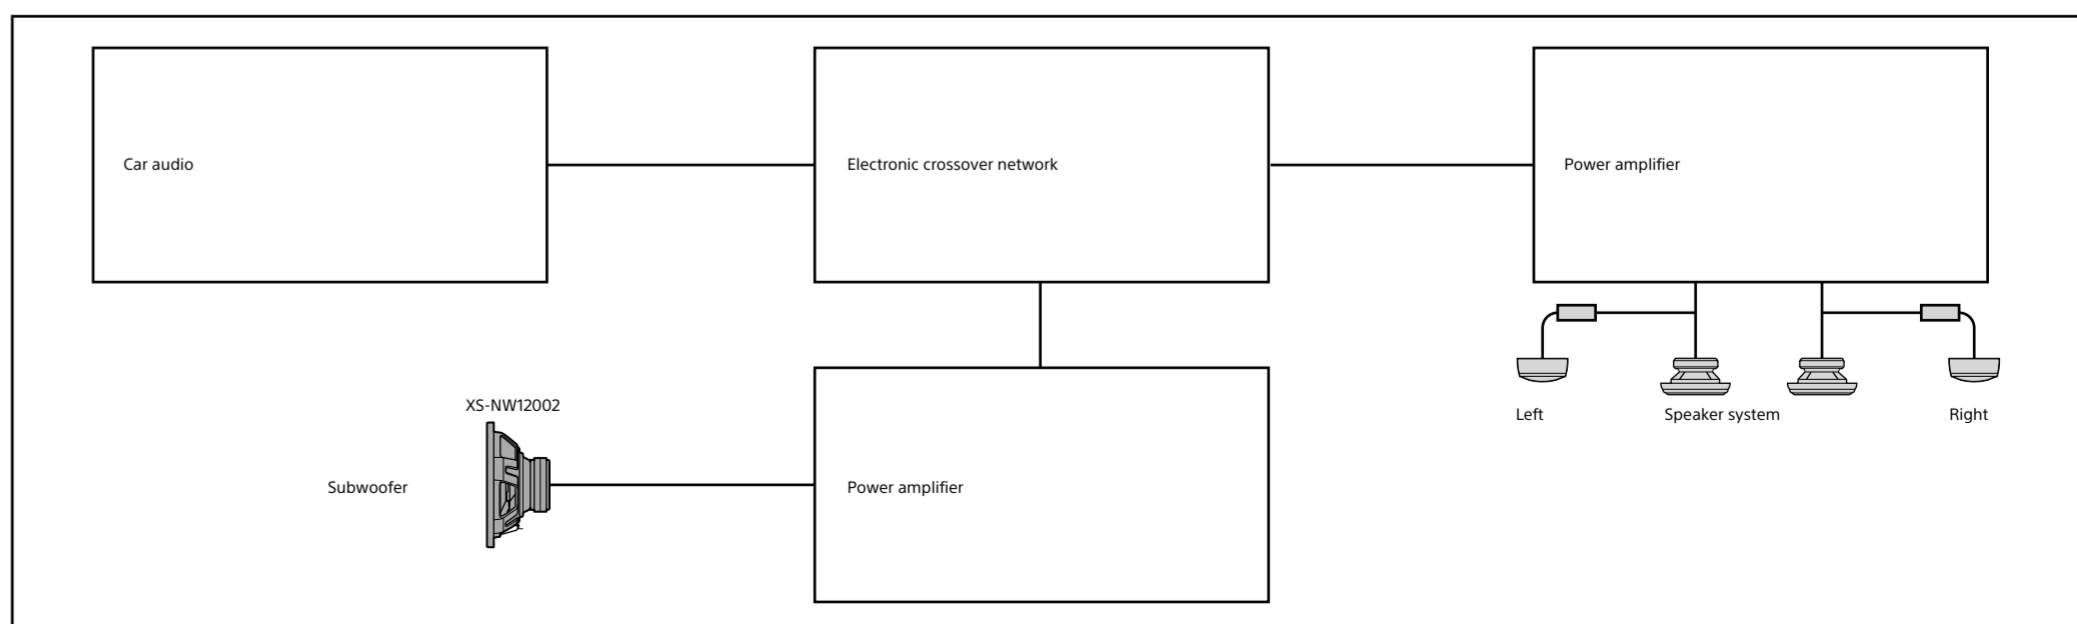 Car audio
Electronic crossover network
Power amplifier
Left
Speaker system
Right
XS-NW12002
Subwoofer
Power amplifier